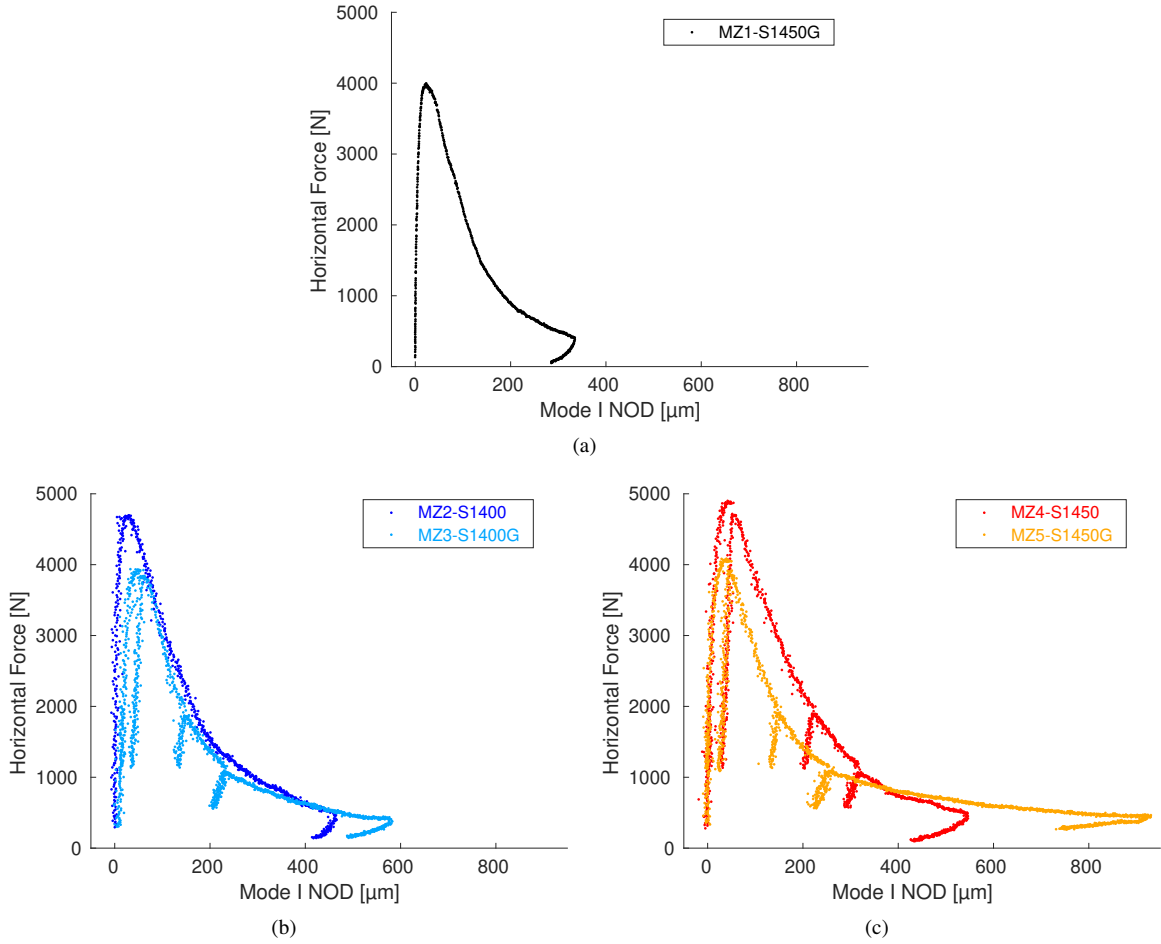 5000
4000
3000
2000
1000
0
Horizontal Force [N]
MZ1-S1450G
0 200 400 600 800
Mode I NOD [µm]
(a)
5000
4000
3000
2000
1000
0
Horizontal Force [N]
MZ2-S1400
MZ3-S1400G
0 200 400 600 800
Mode I NOD [µm]
(b)
5000
4000
3000
2000
1000
0
Horizontal Force [N]
MZ4-S1450
MZ5-S1450G
0 200 400 600 800
Mode I NOD [µm]
(c)